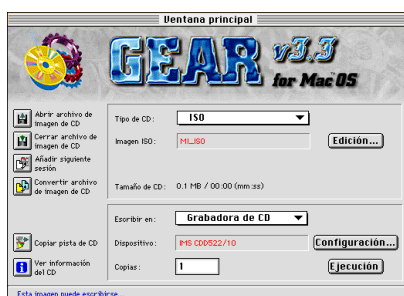 Ventana principal
GEAR v3.3
for Mac OS
Abrir archivo de
imagen de CD
Cerrar archivo de
imagen de CD
Añadir siguiente
sesión
Convertir archivo
de imagen de CD
Tipo de CD:
ISO
Imagen ISO:
MI_ISO
Edición...
Tamaño de CD:
0.1 MB / 00:00 (mm:ss)
Copiar pista de CD
Ver información
del CD
Escribir en:
Grabadora de CD
Dispositivo:
IMS CDD522/10
Configuración...
Copias:
1
Ejecución
Esta imagen puede escribirse...